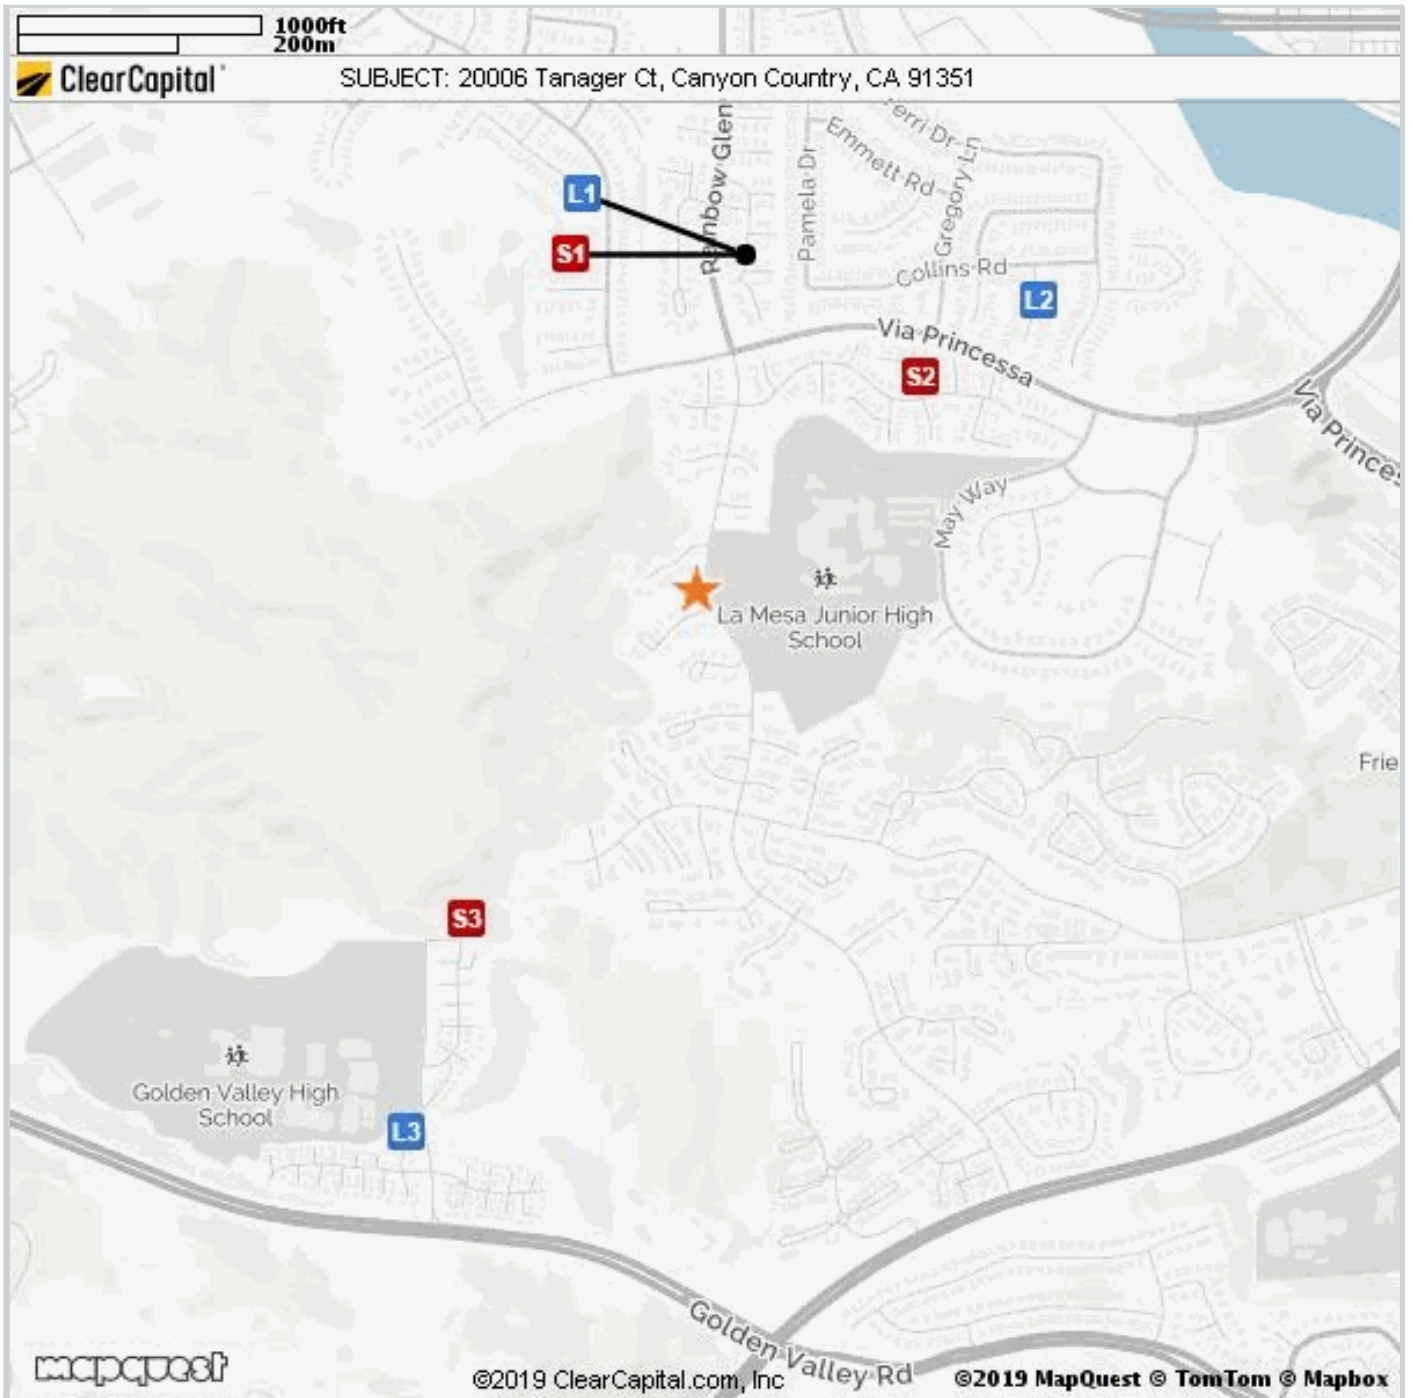 1000ft
200m
ClearCapital
SUBJECT: 20006 Tanager Ct, Canyon Country, CA 91351
Rainbow Glen
Pamela Dr
Emmett Rd
Dr
Gregory Ln
L1
S1
Collins Rd
L2
Via Princessa
S2
Via Princes
May Way
La Mesa Junior High
School
Frie
S3
Golden Valley High
School
L3
Golden Valley Rd
mapquest
©2019 ClearCapital.com, Inc
©2019 MapQuest © TomTom © Mapbox